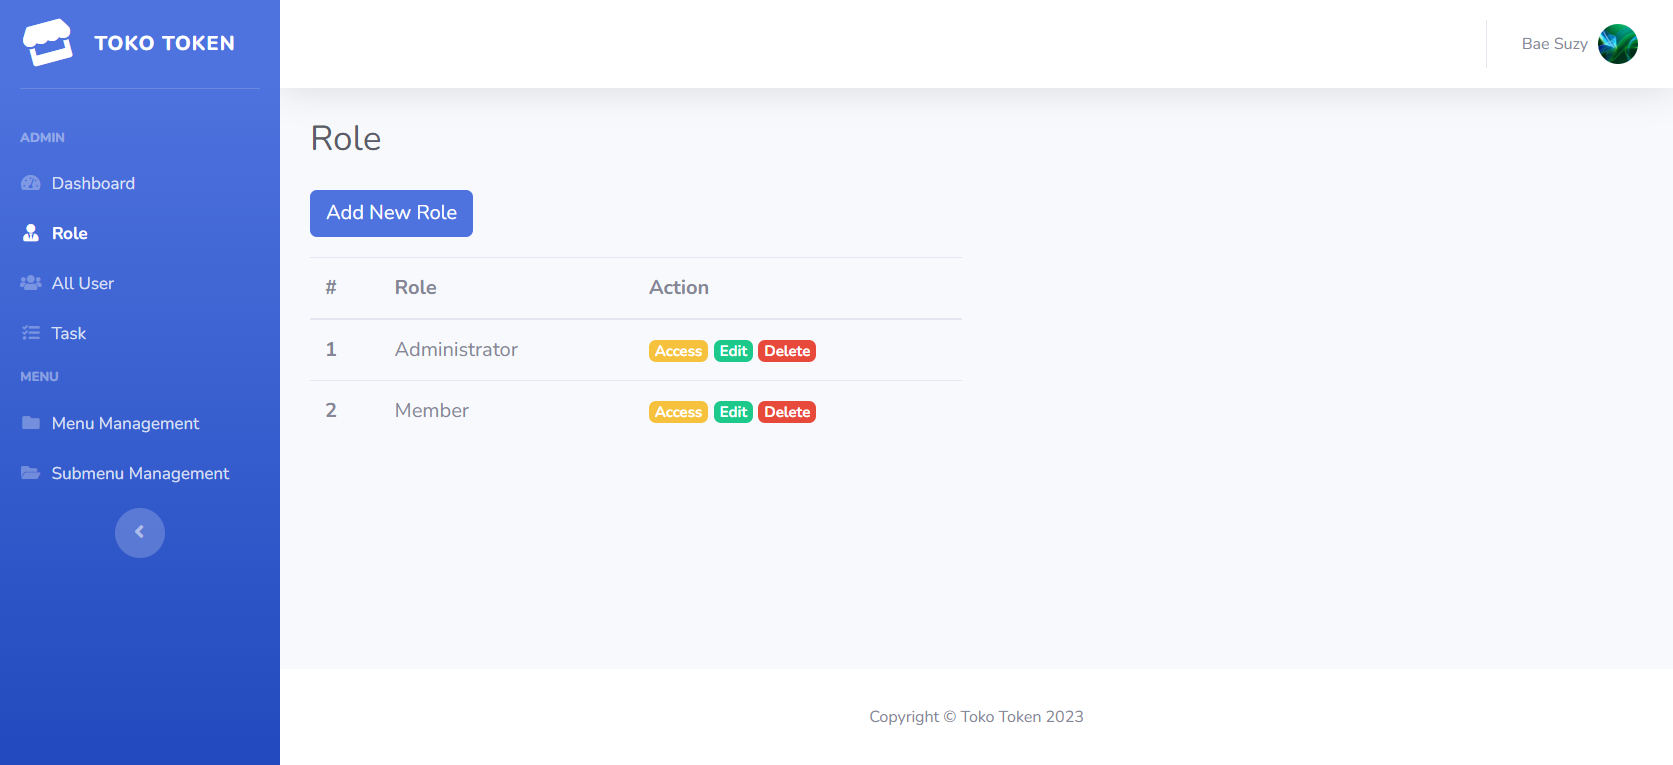 TOKO TOKEN
Bae Suzy
ADMIN
Dashboard
Role
All User
Task
MENU
Menu Management
Submenu Management
Role
Add New Role
# Role Action
1 Administrator Access Edit Delete
2 Member Access Edit Delete
Copyright © Toko Token 2023